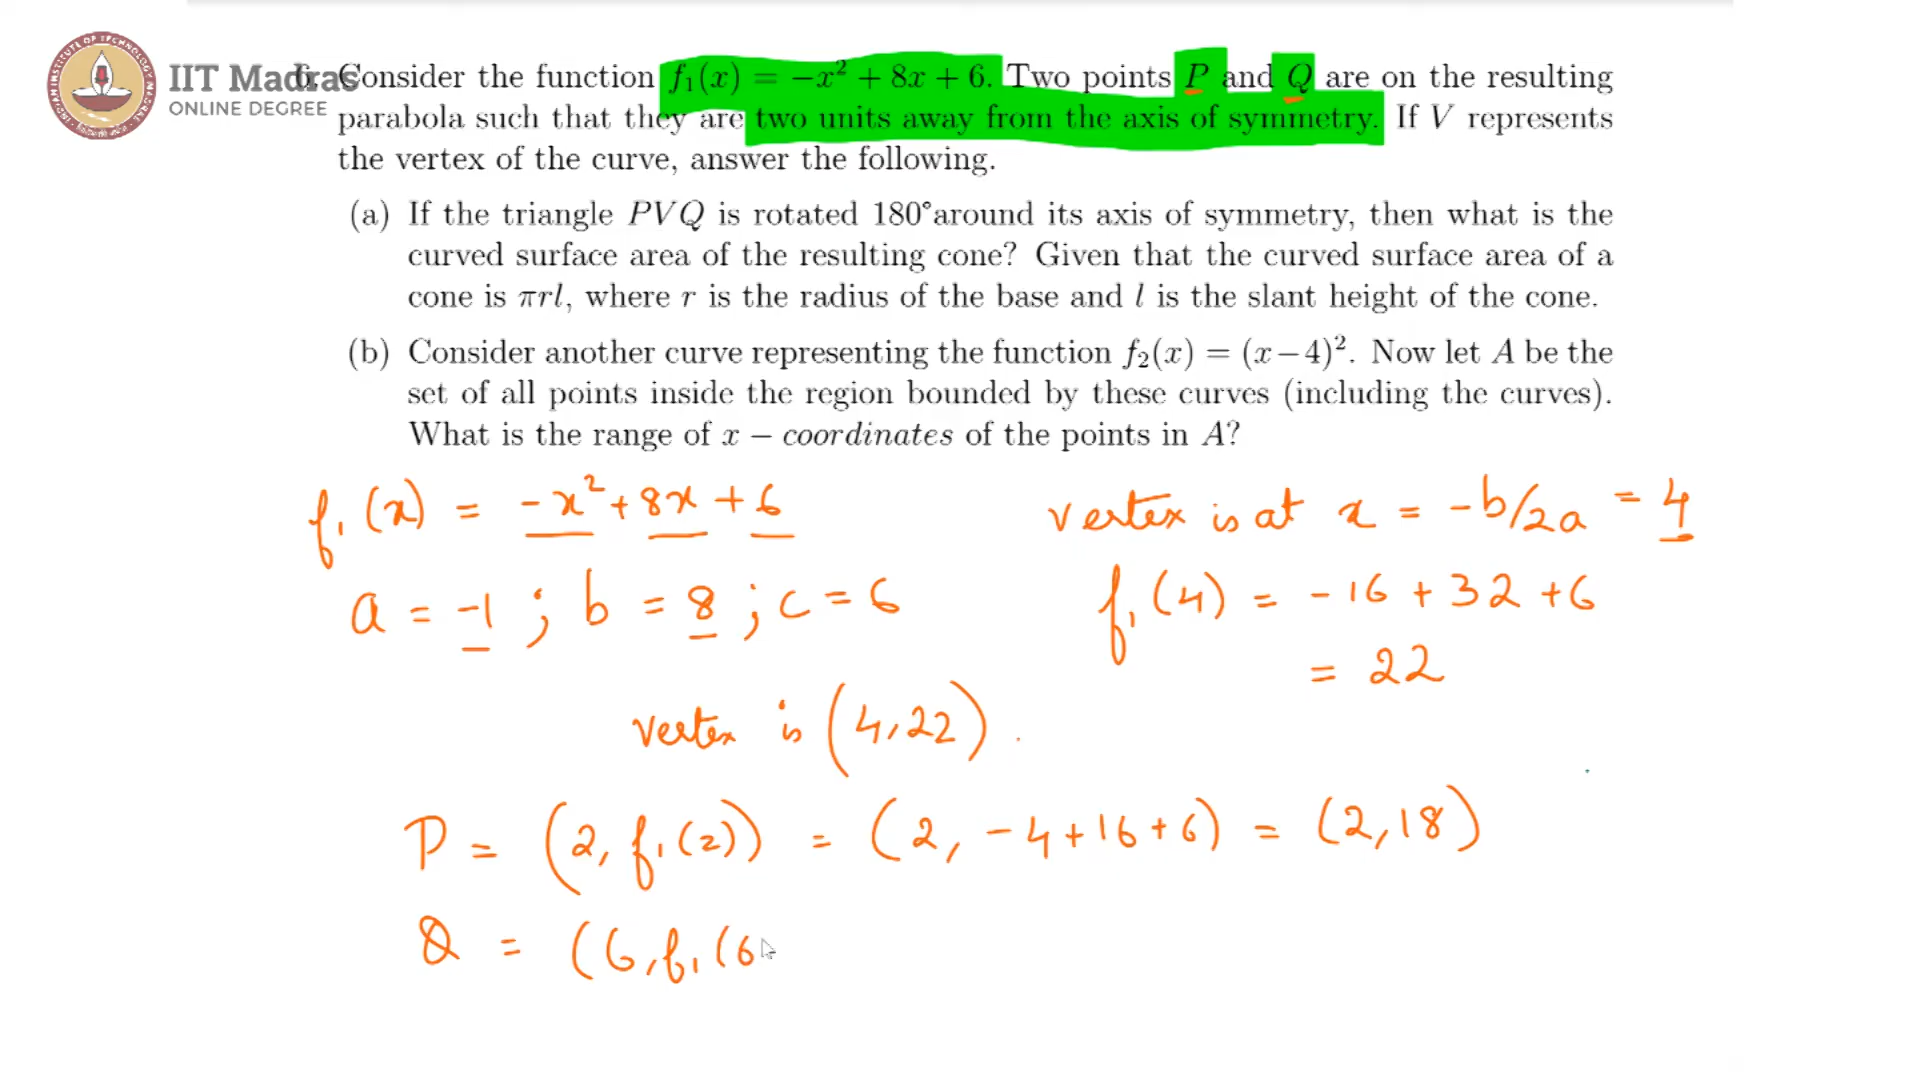 IIT Madras
ONLINE DEGREE
6. Consider the function f₁(x) = −x² + 8x + 6. Two points P and Q are on the resulting
parabola such that they are two units away from the axis of symmetry. If V represents
the vertex of the curve, answer the following.
(a) If the triangle PVQ is rotated 180° around its axis of symmetry, then what is the
curved surface area of the resulting cone? Given that the curved surface area of a
cone is πrl, where r is the radius of the base and l is the slant height of the cone.
(b) Consider another curve representing the function f₂(x) = (x−4)². Now let A be the
set of all points inside the region bounded by these curves (including the curves).
What is the range of x − coordinates of the points in A?
f₁(x) = -x² + 8x + 6
vertex is at x = -b/2a = 4
a = -1 ; b = 8 ; c = 6
f₁(4) = -16 + 32 + 6
= 22
vertex is (4,22).
P = (2, f₁(2)) = (2, -4+16+6) = (2,18)
Q = (6, f₁(6